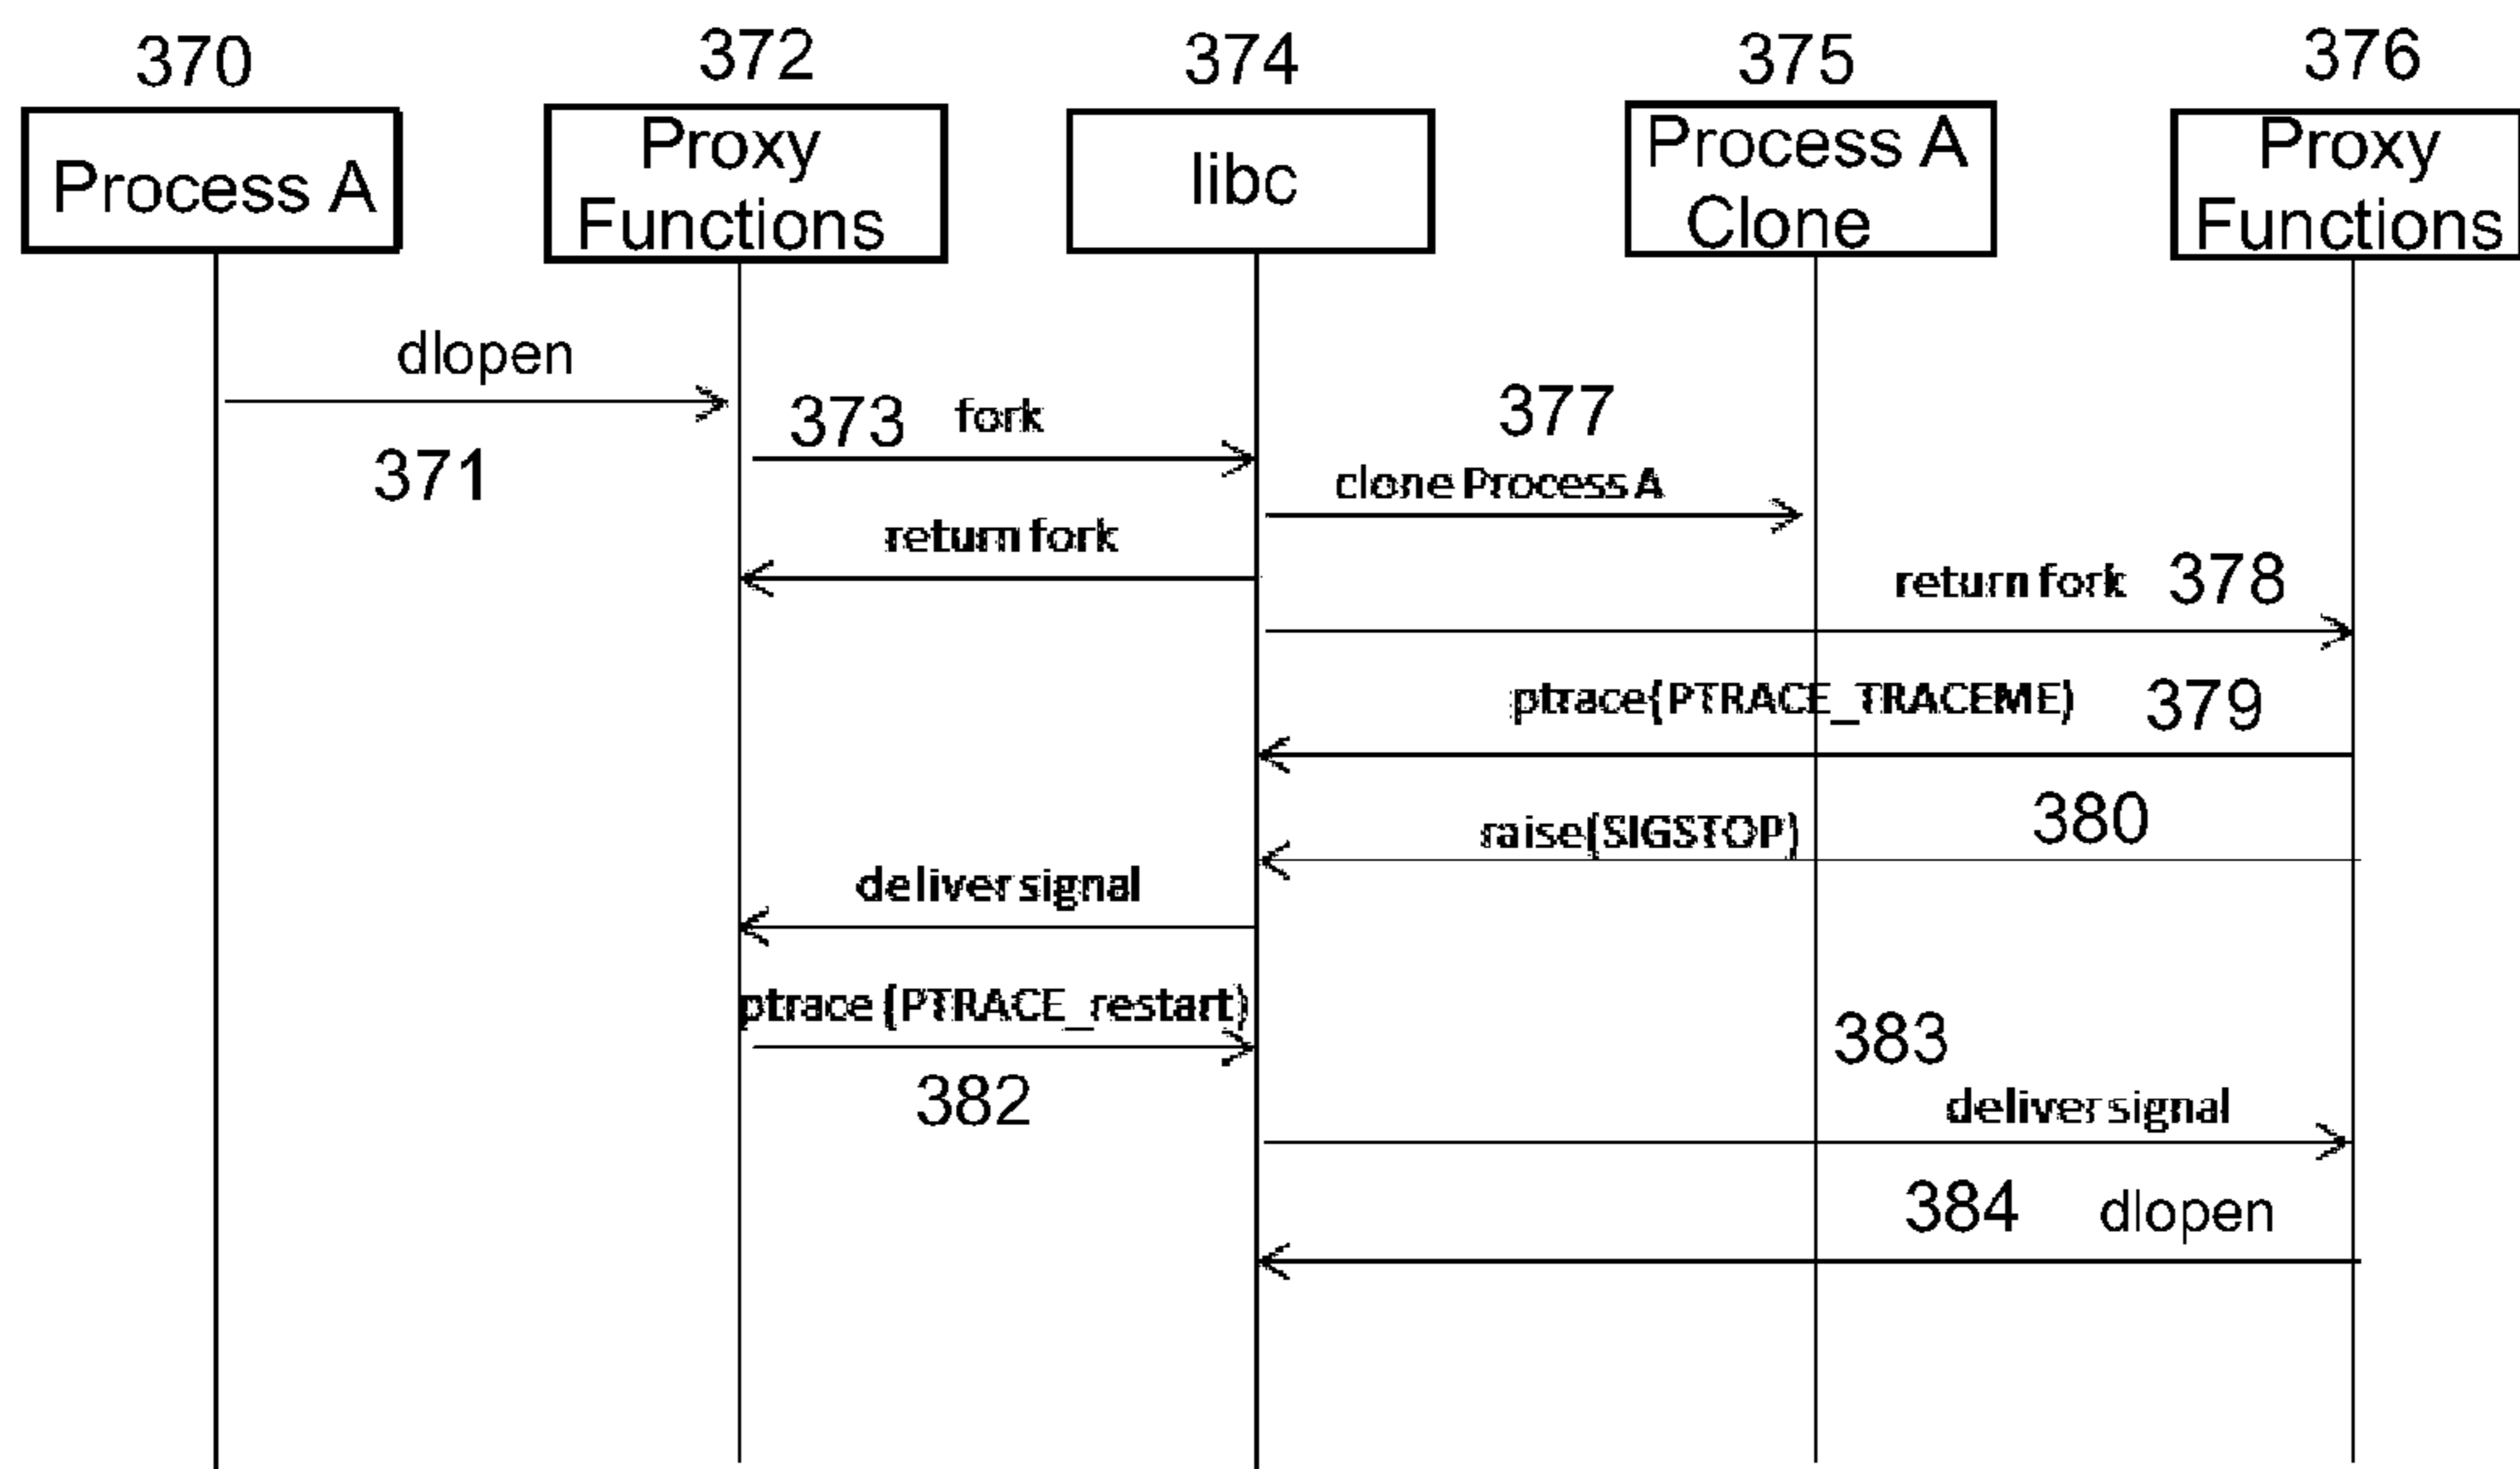 370
372
374
375
376
Process A
Proxy
Functions
libc
Process A
Clone
Proxy
Functions
dlopen
371
373 fork
377
clone Process A
return fork
return fork 378
ptrace(PTRACE_TRACEME) 379
raise(SIGSTOP) 380
deliver signal
ptrace (PTRACE_restart)
382
383
deliver signal
384 dlopen